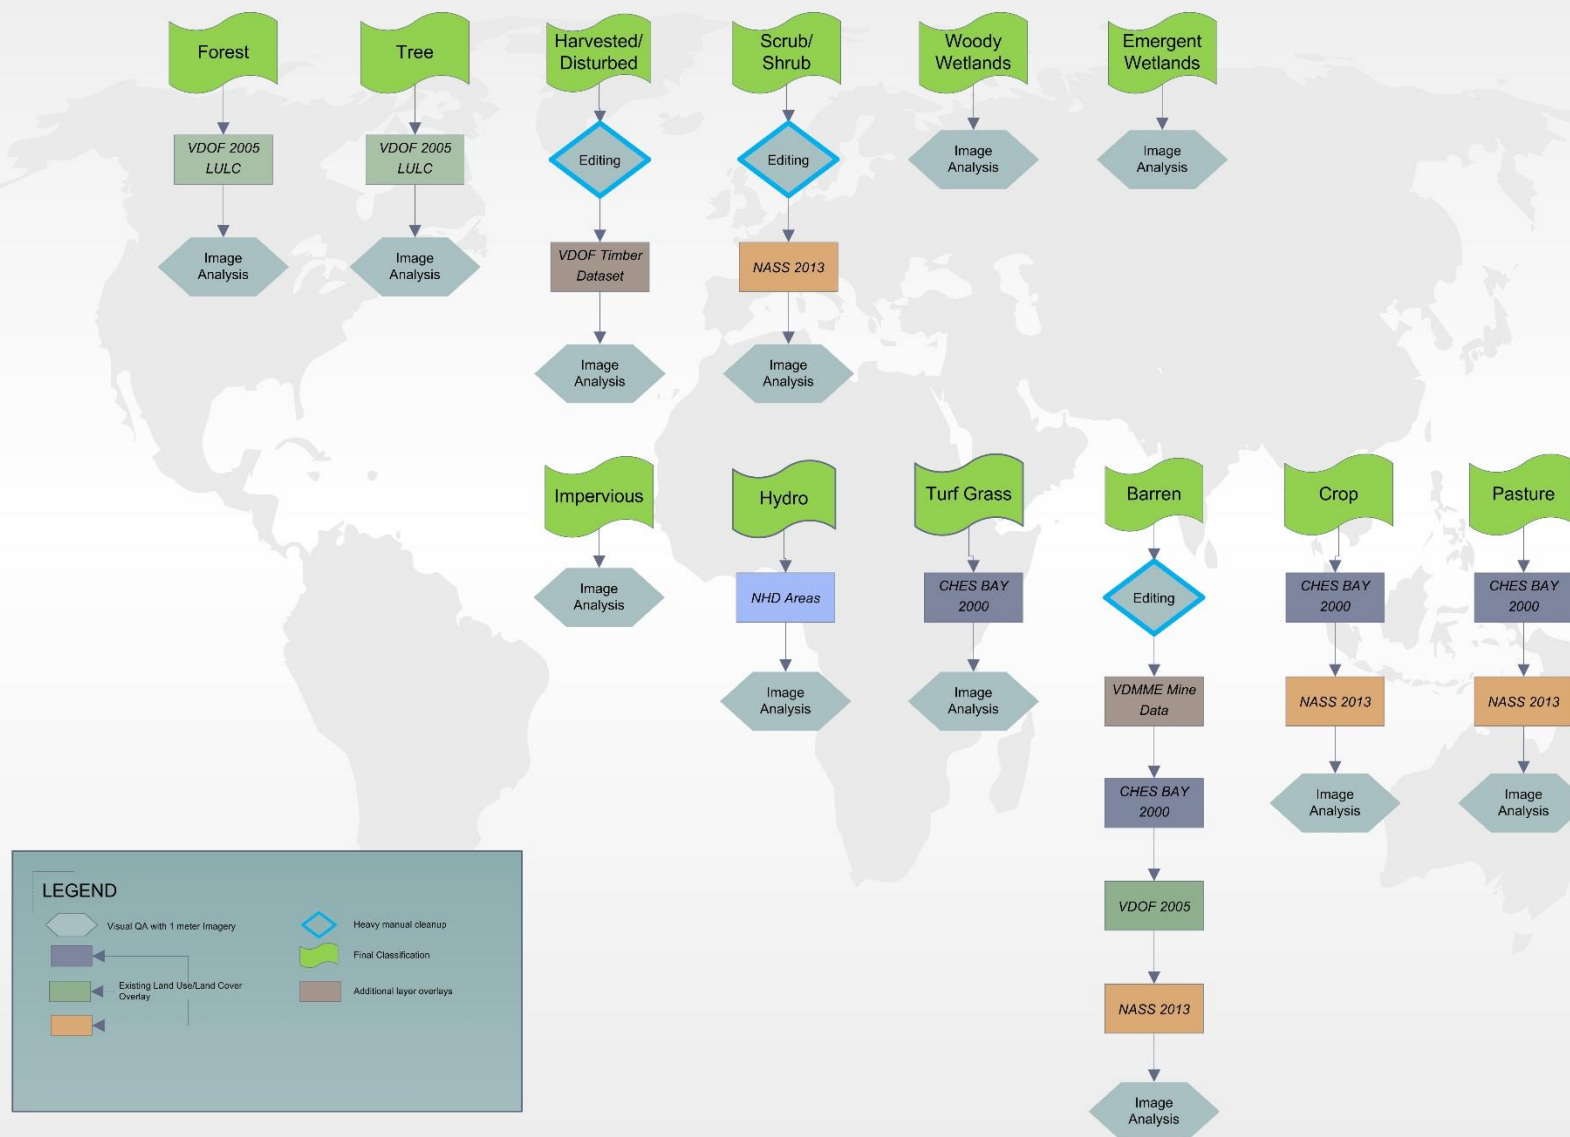 Forest
Tree
Harvested/
Disturbed
Scrub/
Shrub
Woody
Wetlands
Emergent
Wetlands
VDOF 2005
LULC
VDOF 2005
LULC
Editing
Editing
Image
Analysis
Image
Analysis
Image
Analysis
Image
Analysis
VDOF Timber
Dataset
NASS 2013
Image
Analysis
Image
Analysis
Impervious
Hydro
Turf Grass
Barren
Crop
Pasture
Image
Analysis
NHD Areas
CHES BAY
2000
Editing
CHES BAY
2000
CHES BAY
2000
Image
Analysis
Image
Analysis
VDMME Mine
Data
NASS 2013
NASS 2013
CHES BAY
2000
Image
Analysis
Image
Analysis
VDOF 2005
NASS 2013
Image
Analysis
LEGEND
Visual QA with 1 meter Imagery
Heavy manual cleanup
Final Classification
Existing Land Use/Land Cover
Overlay
Additional layer overlays